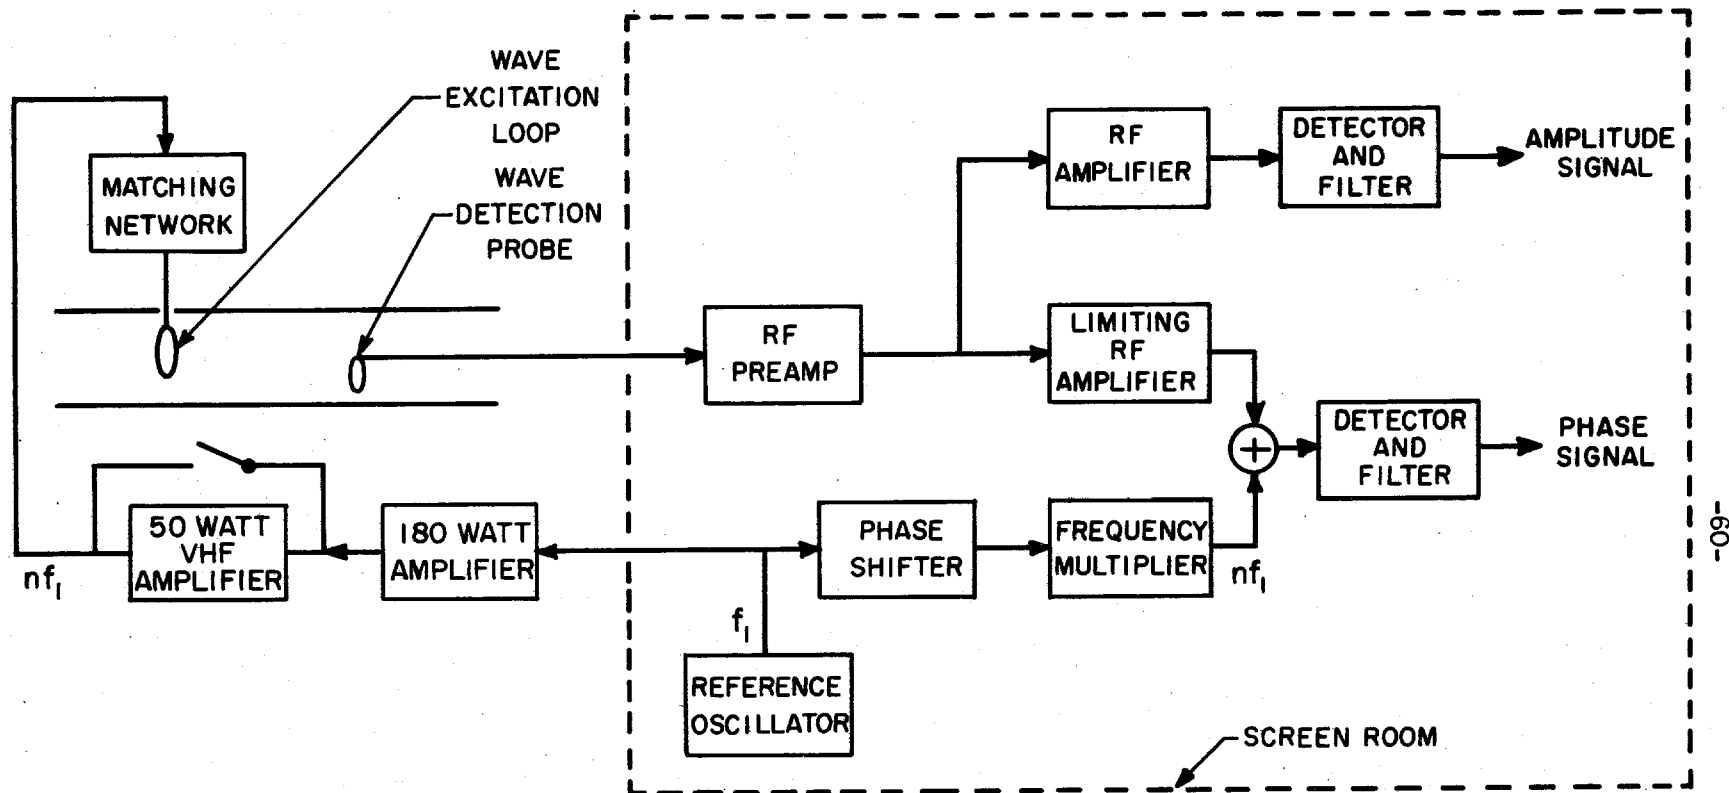 WAVE
EXCITATION
LOOP
WAVE
DETECTION
PROBE
MATCHING
NETWORK
RF
AMPLIFIER
DETECTOR
AND
FILTER
AMPLITUDE
SIGNAL
RF
PREAMP
LIMITING
RF
AMPLIFIER
DETECTOR
AND
FILTER
PHASE
SIGNAL
50 WATT
VHF
AMPLIFIER
nf₁
180 WATT
AMPLIFIER
PHASE
SHIFTER
FREQUENCY
MULTIPLIER
nf₁
f₁
REFERENCE
OSCILLATOR
SCREEN ROOM
-60-